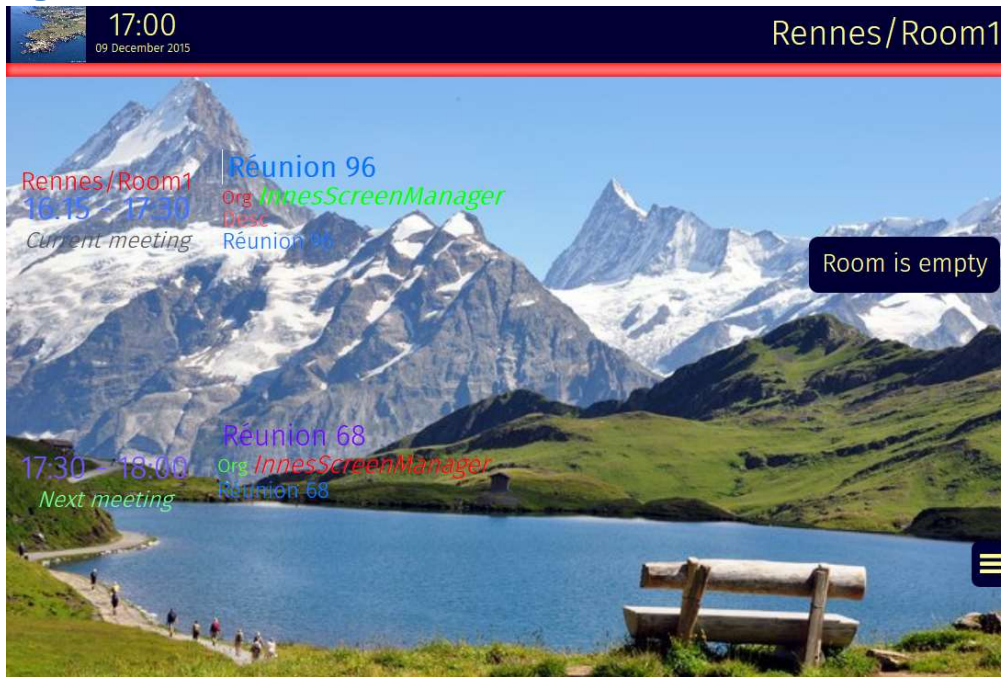 17:00
09 December 2015
Rennes/Room1
Rennes/Room1
16:15 - 17:30
Current meeting
Réunion 96
Org InnesScreenManager
Desc
Réunion 96
Room is empty
17:30 - 18:00
Next meeting
Réunion 68
Org. InnesScreenManager
Réunion 68